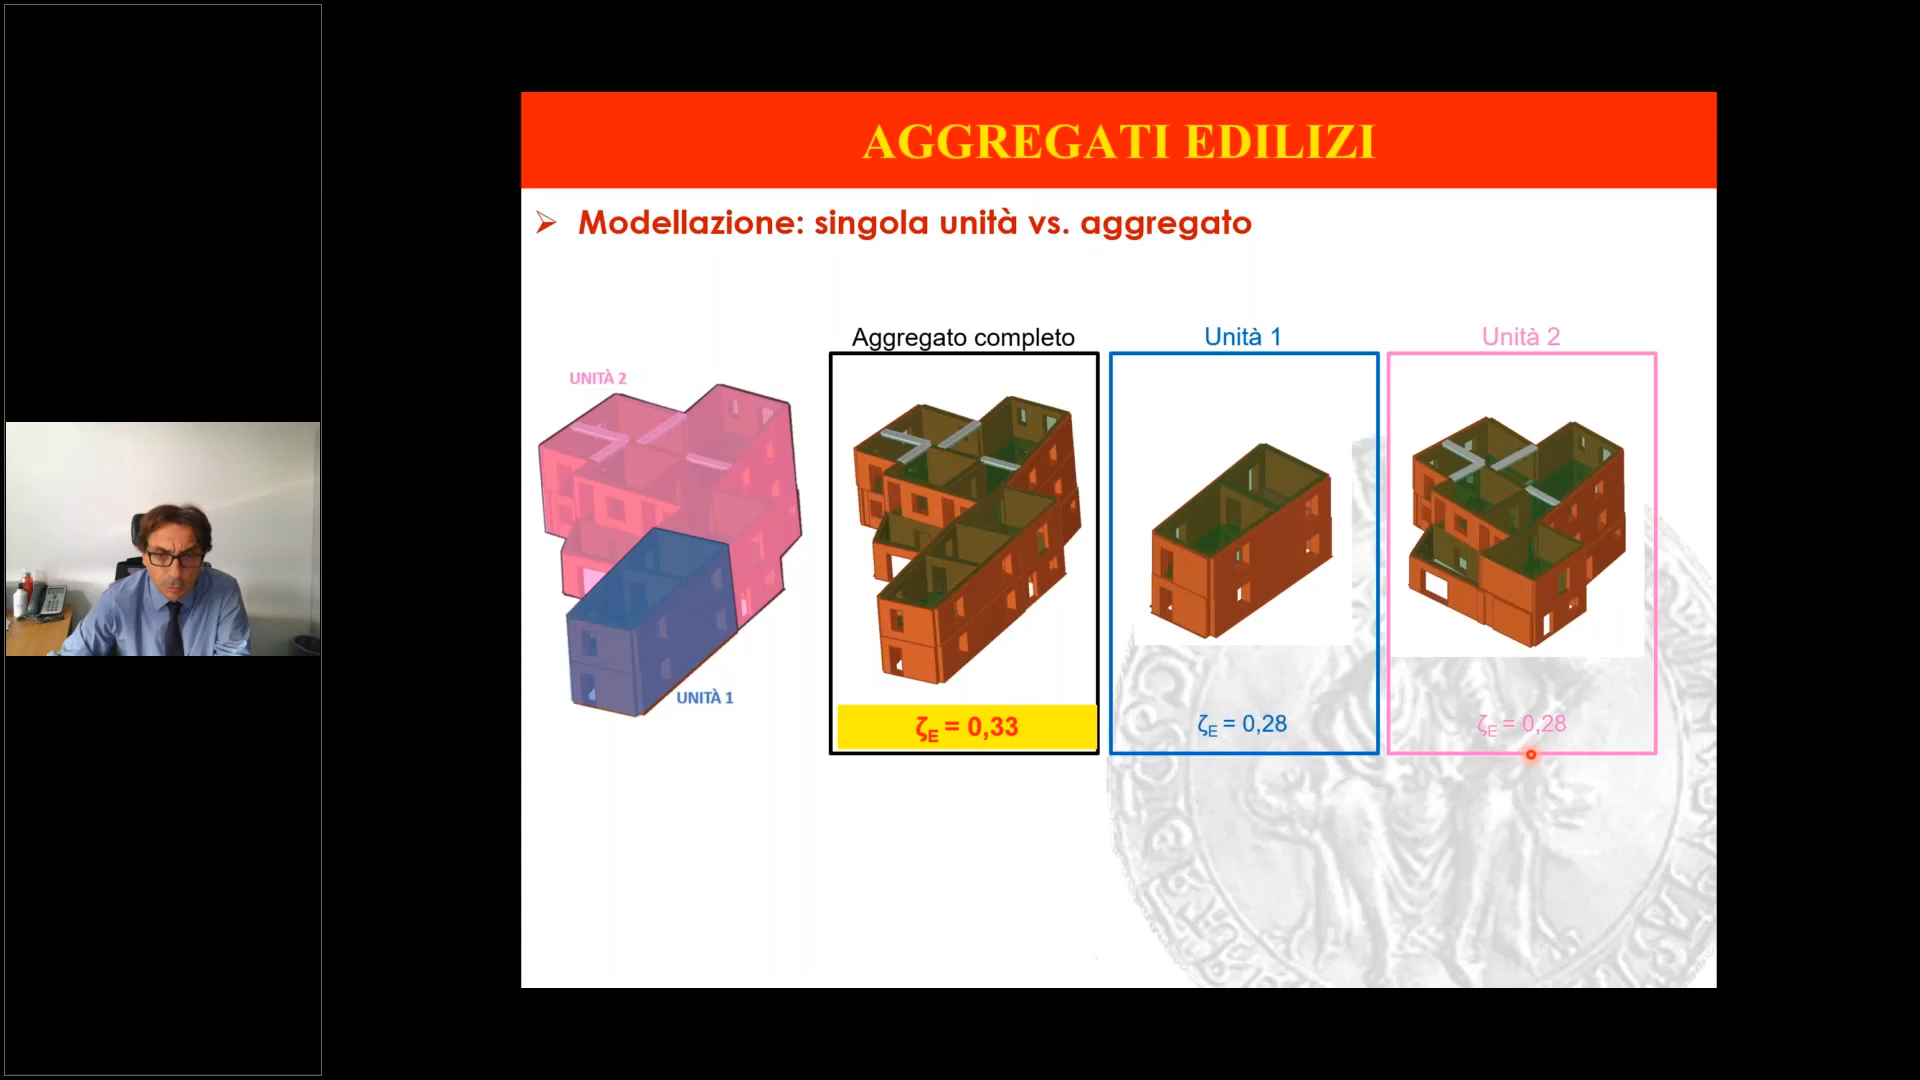 AGGREGATI EDILIZI
➢ Modellazione: singola unità vs. aggregato
UNITÀ 2
UNITÀ 1
Aggregato completo
ζE = 0,33
Unità 1
ζE = 0,28
Unità 2
ζE = 0,28